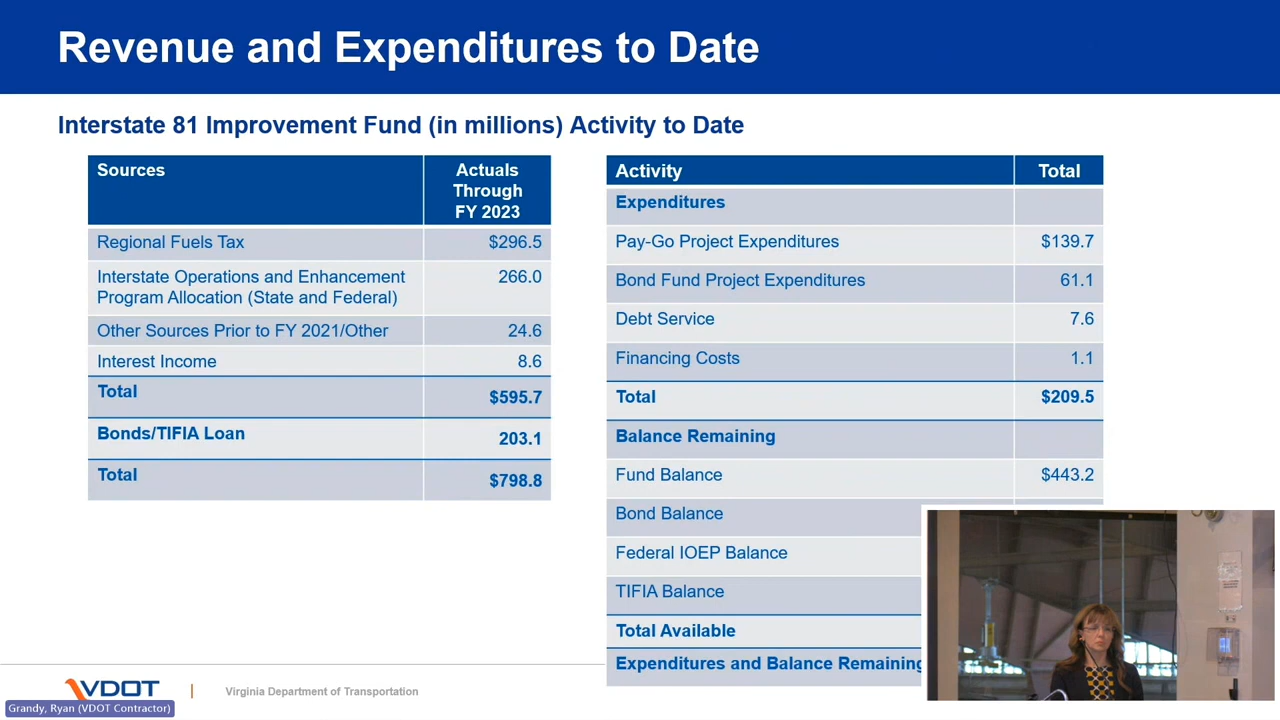 Revenue and Expenditures to Date
Interstate 81 Improvement Fund (in millions) Activity to Date
Sources
Actuals
Through
FY 2023
Regional Fuels Tax
$296.5
Interstate Operations and Enhancement
Program Allocation (State and Federal)
266.0
Other Sources Prior to FY 2021/Other
24.6
Interest Income
8.6
Total
$595.7
Bonds/TIFIA Loan
203.1
Total
$798.8
Activity
Total
Expenditures
Pay-Go Project Expenditures
$139.7
Bond Fund Project Expenditures
61.1
Debt Service
7.6
Financing Costs
1.1
Total
$209.5
Balance Remaining
Fund Balance
$443.2
Bond Balance
Federal IOEP Balance
TIFIA Balance
Total Available
Expenditures and Balance Remaining
VDOT
Virginia Department of Transportation
Grandy, Ryan (VDOT Contractor)